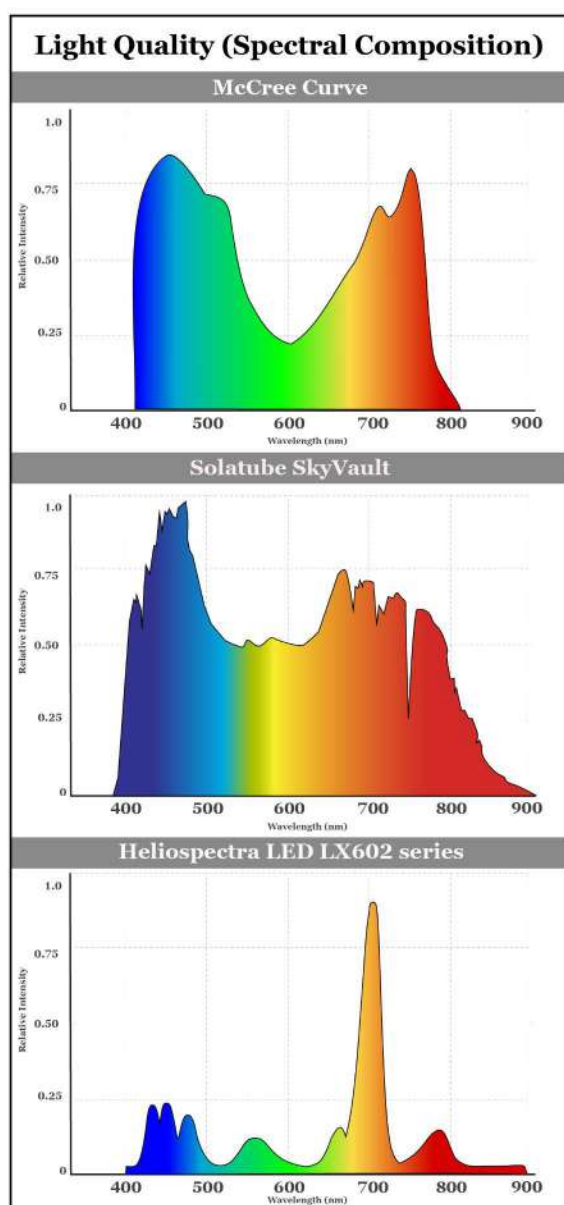 Light Quality (Spectral Composition)
McCree Curve
1.0
0.75
0.50
0.25
0
Relative Intensity
400 500 600 700 800 900
Wavelength (nm)
Solatube SkyVault
1.0
0.75
0.50
0.25
0
Relative Intensity
400 500 600 700 800 900
Wavelength (nm)
Heliospectra LED LX602 series
1.0
0.75
0.50
0.25
0
Relative Intensity
400 500 600 700 800 900
Wavelength (nm)